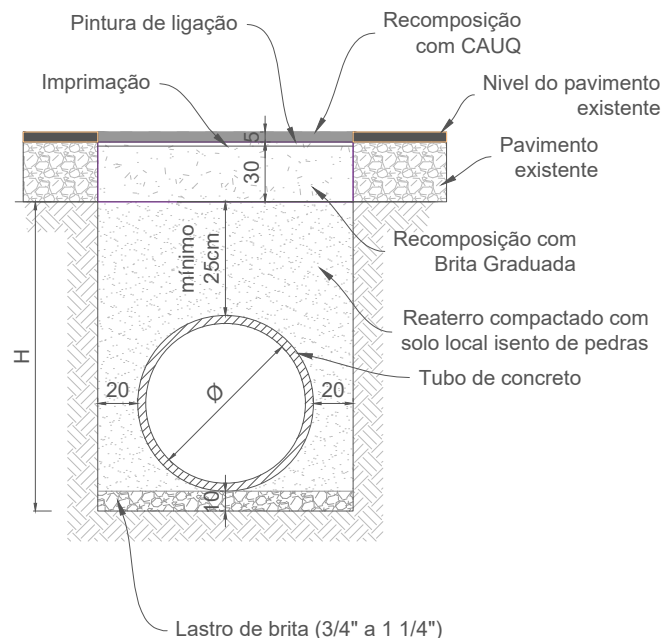 Pintura de ligação
Recomposição
com CAUQ
Imprimação
Nivel do pavimento
existente
5
Pavimento
existente
30
Recomposição com
Brita Graduada
mínimo
25cm
Reaterro compactado com
solo local isento de pedras
H
Tubo de concreto
20
Ø
20
10
Lastro de brita (3/4" a 1 1/4")